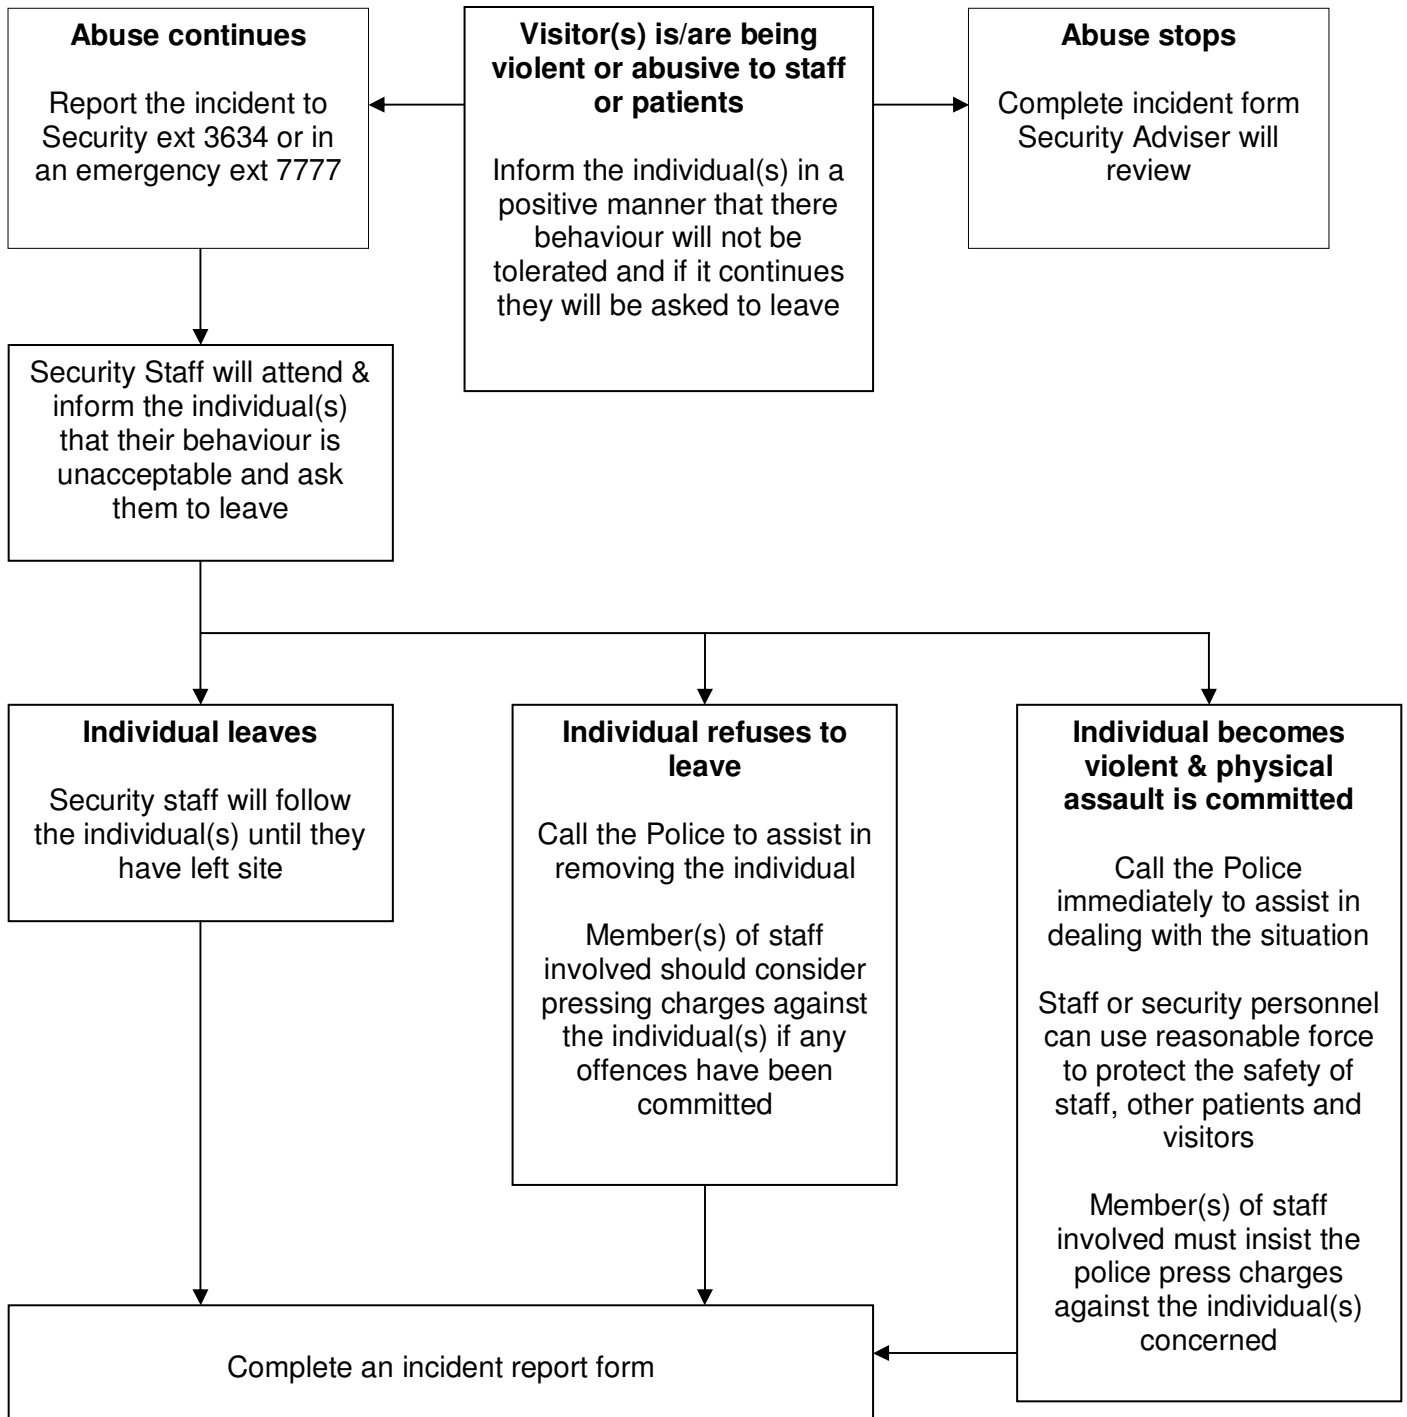 Abuse continues
Report the incident to
Security ext 3634 or in
an emergency ext 7777
Visitor(s) is/are being
violent or abusive to staff
or patients
Inform the individual(s) in a
positive manner that there
behaviour will not be
tolerated and if it continues
they will be asked to leave
Abuse stops
Complete incident form
Security Adviser will
review
Security Staff will attend &
inform the individual(s)
that their behaviour is
unacceptable and ask
them to leave
Individual leaves
Security staff will follow
the individual(s) until they
have left site
Individual refuses to
leave
Call the Police to assist in
removing the individual
Member(s) of staff
involved should consider
pressing charges against
the individual(s) if any
offences have been
committed
Individual becomes
violent & physical
assault is committed
Call the Police
immediately to assist in
dealing with the situation
Staff or security personnel
can use reasonable force
to protect the safety of
staff, other patients and
visitors
Member(s) of staff
involved must insist the
police press charges
against the individual(s)
concerned
Complete an incident report form